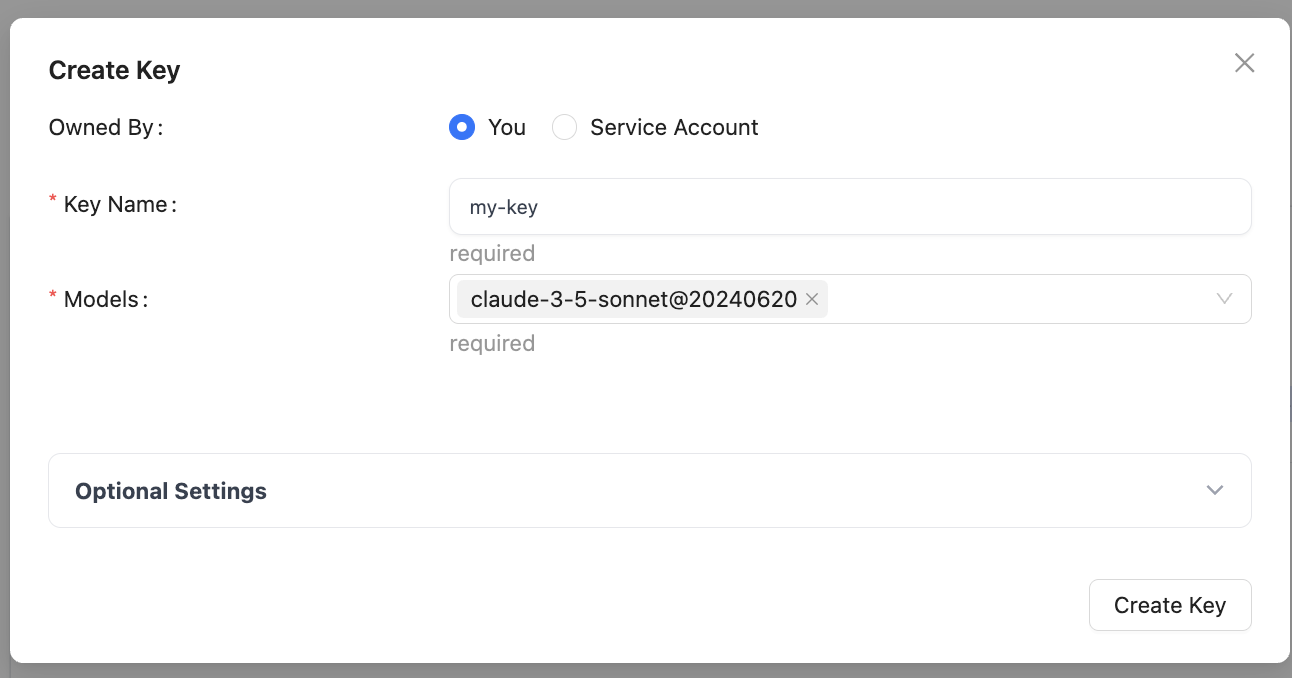 Create Key
Owned By: You Service Account
* Key Name: my-key
required
* Models: claude-3-5-sonnet@20240620
required
Optional Settings
Create Key